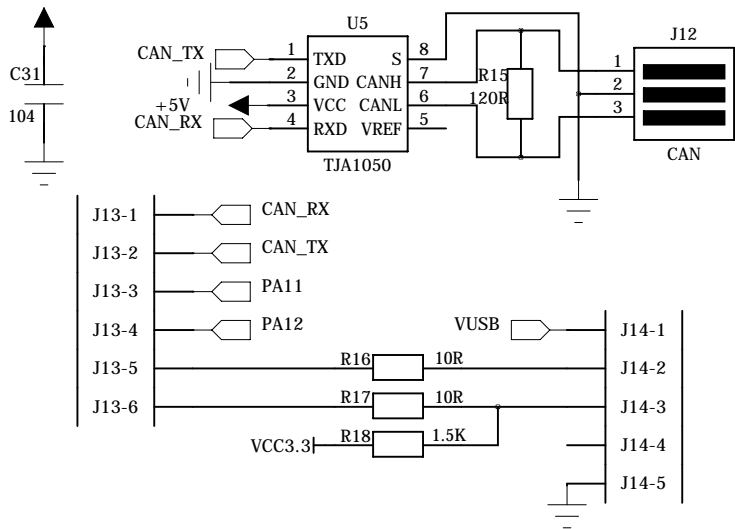 U5
J12
C31
104
CAN_TX
+5V
CAN_RX
1
2
3
4
TXD
GND
VCC
RXD
S
CANH
CANL
VREF
8
7
6
5
TJA1050
R15
120R
1
2
3
CAN
J13-1 CAN_RX
J13-2 CAN_TX
J13-3 PA11
J13-4 PA12
J13-5
J13-6
R16 10R
R17 10R
VCC3.3 R18 1.5K
VUSB
J14-1
J14-2
J14-3
J14-4
J14-5